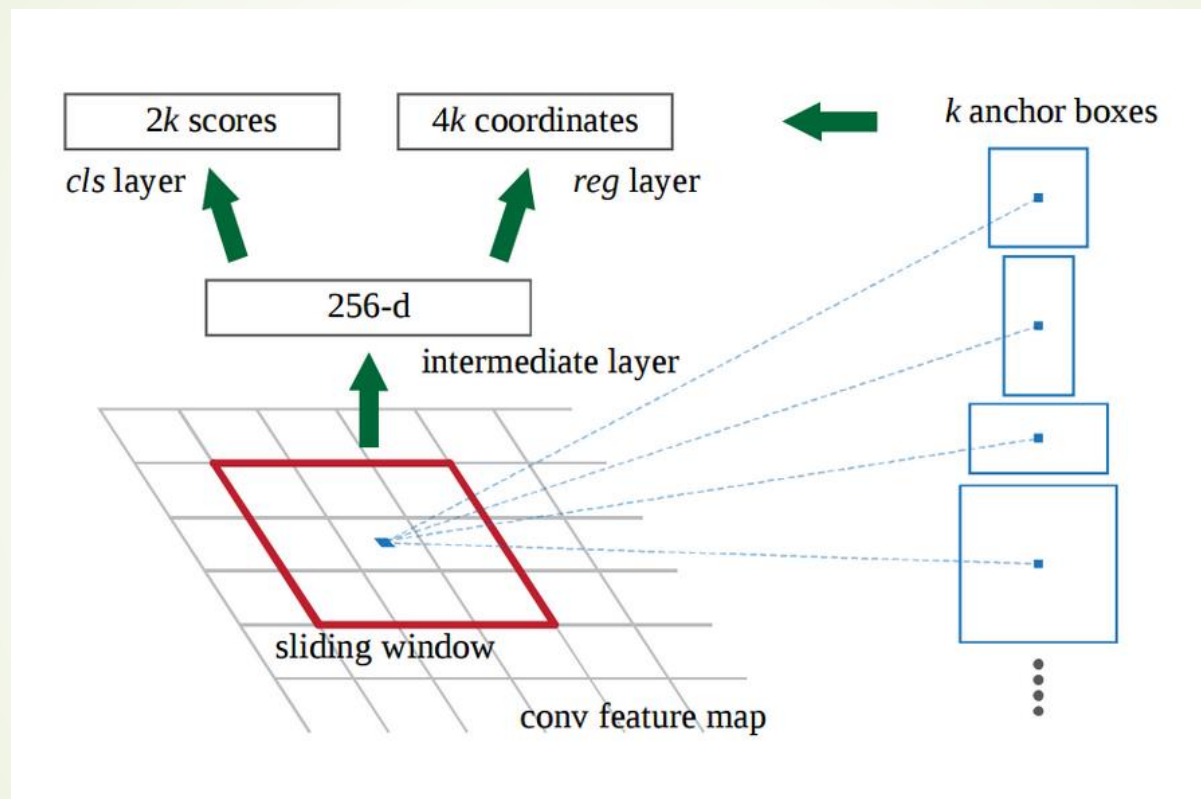 2k scores
4k coordinates
k anchor boxes
cls layer
reg layer
256-d
intermediate layer
sliding window
conv feature map